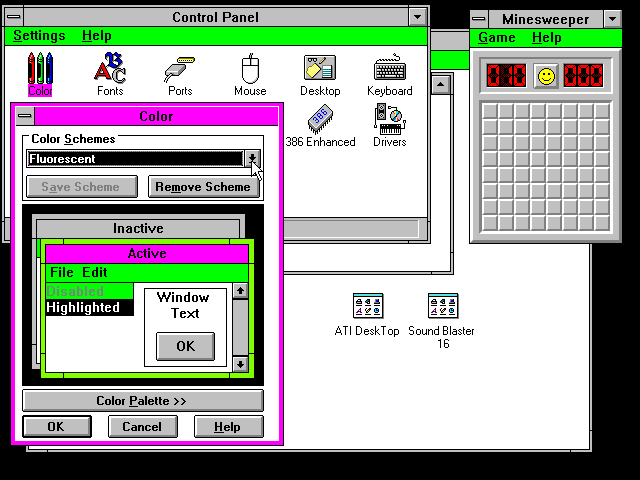 Control Panel
Settings Help
Color
Fonts
Ports
Mouse
Desktop
Keyboard
386
386 Enhanced
Drivers
Minesweeper
Game Help
Color
Color Schemes
Fluorescent
Save Scheme
Remove Scheme
Inactive
Active
File Edit
Disabled
Highlighted
Window
Text
OK
Color Palette >>
OK
Cancel
Help
ATI DeskTop
Sound Blaster
16